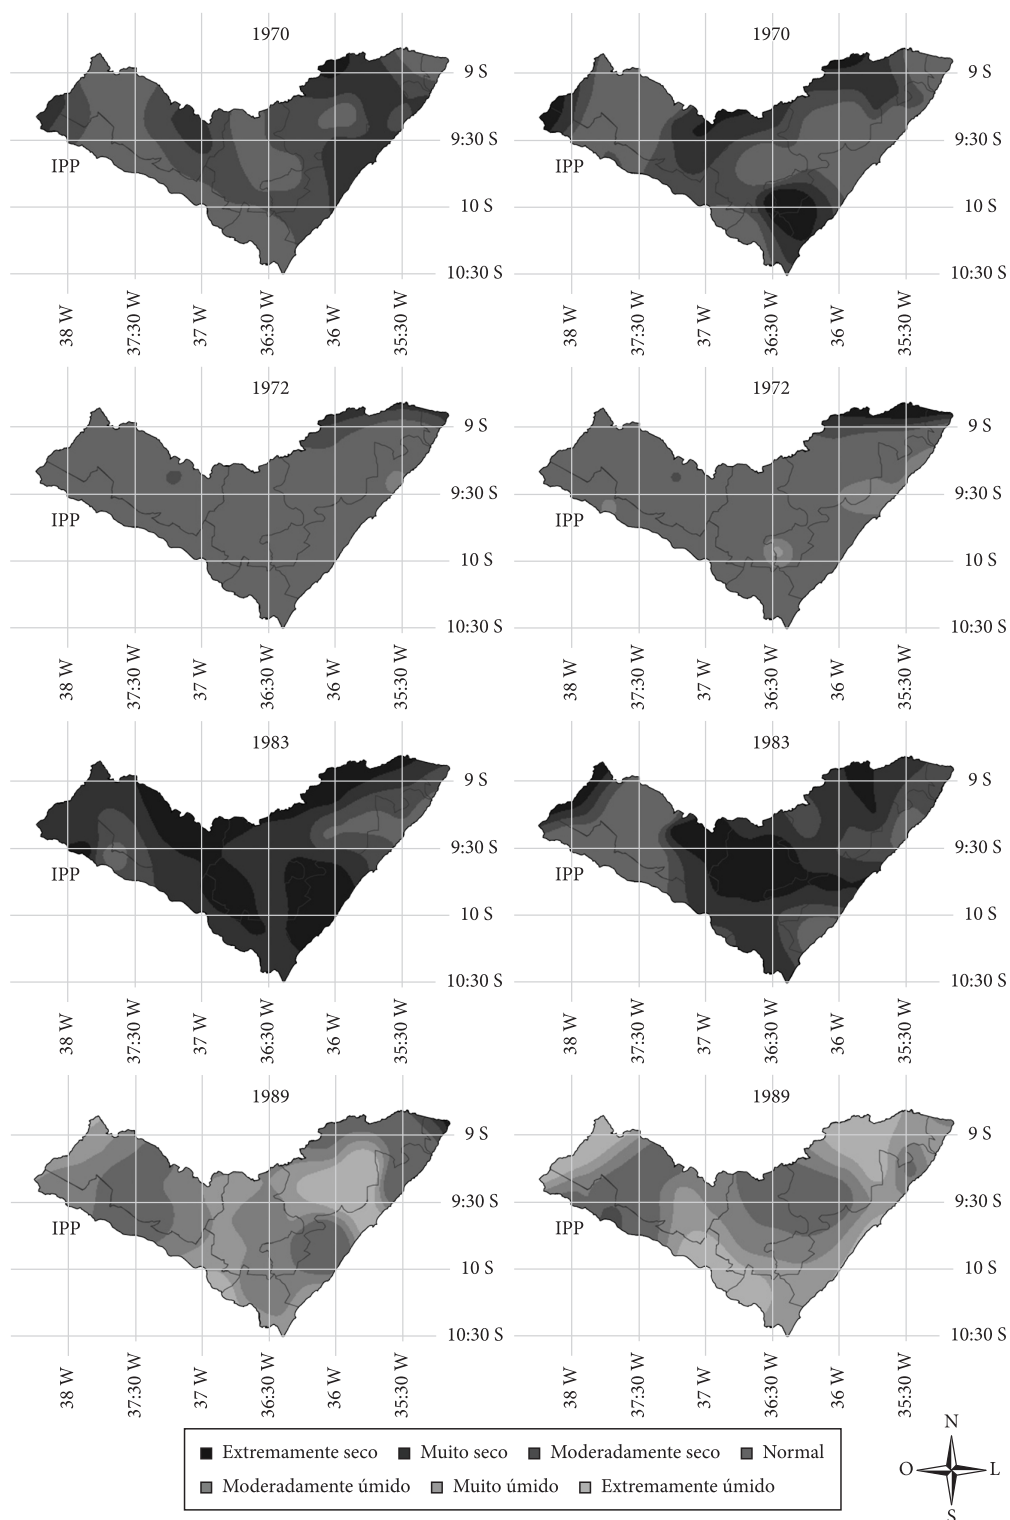 1970 1970
9 S 9 S
9:30 S 9:30 S
IPP IPP
10 S 10 S
10:30 S 10:30 S
38 W 37:30 W 37 W 36:30 W 36 W 35:30 W 38 W 37:30 W 37 W 36:30 W 36 W 35:30 W
1972 1972
9 S 9 S
9:30 S 9:30 S
IPP IPP
10 S 10 S
10:30 S 10:30 S
38 W 37:30 W 37 W 36:30 W 36 W 35:30 W 38 W 37:30 W 37 W 36:30 W 36 W 35:30 W
1983 1983
9 S 9 S
9:30 S 9:30 S
IPP IPP
10 S 10 S
10:30 S 10:30 S
38 W 37:30 W 37 W 36:30 W 36 W 35:30 W 38 W 37:30 W 37 W 36:30 W 36 W 35:30 W
1989 1989
9 S 9 S
9:30 S 9:30 S
IPP IPP
10 S 10 S
10:30 S 10:30 S
38 W 37:30 W 37 W 36:30 W 36 W 35:30 W 38 W 37:30 W 37 W 36:30 W 36 W 35:30 W
Extremamente seco Muito seco Moderadamente seco Normal
Moderadamente úmido Muito úmido Extremamente úmido
N
O L
S